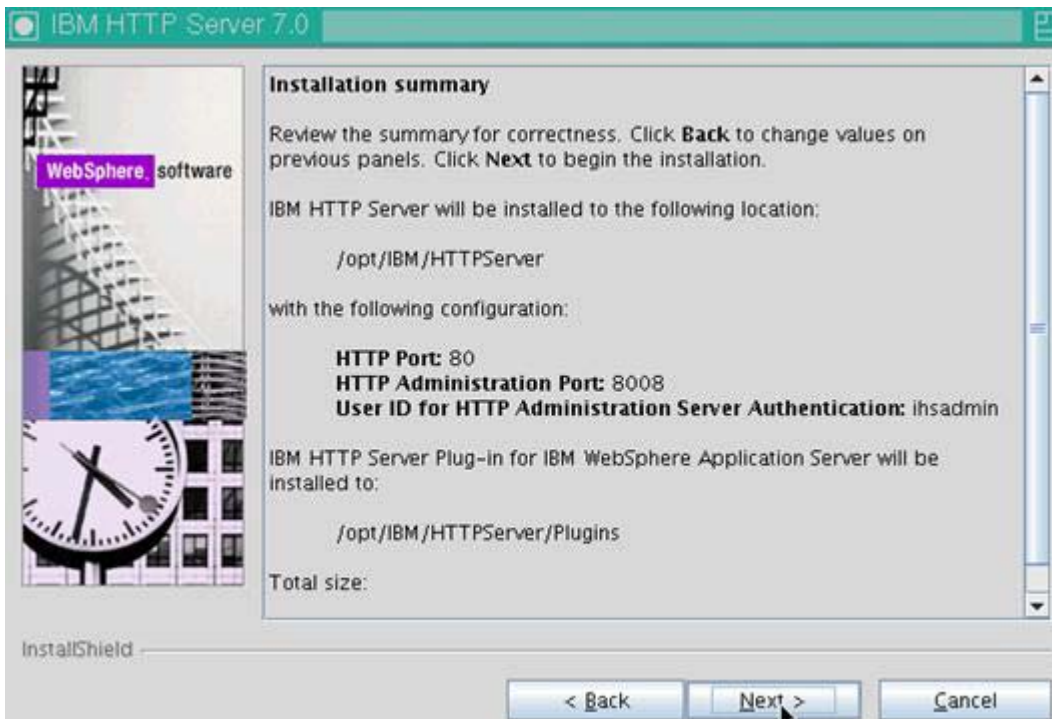 IBM HTTP Server 7.0
WebSphere. software
Installation summary
Review the summary for correctness. Click Back to change values on
previous panels. Click Next to begin the installation.
IBM HTTP Server will be installed to the following location:
/opt/IBM/HTTPServer
with the following configuration:
HTTP Port: 80
HTTP Administration Port: 8008
User ID for HTTP Administration Server Authentication: ihsadmin
IBM HTTP Server Plug-in for IBM WebSphere Application Server will be
installed to:
/opt/IBM/HTTPServer/Plugins
Total size:
InstallShield
< Back
Next >
Cancel